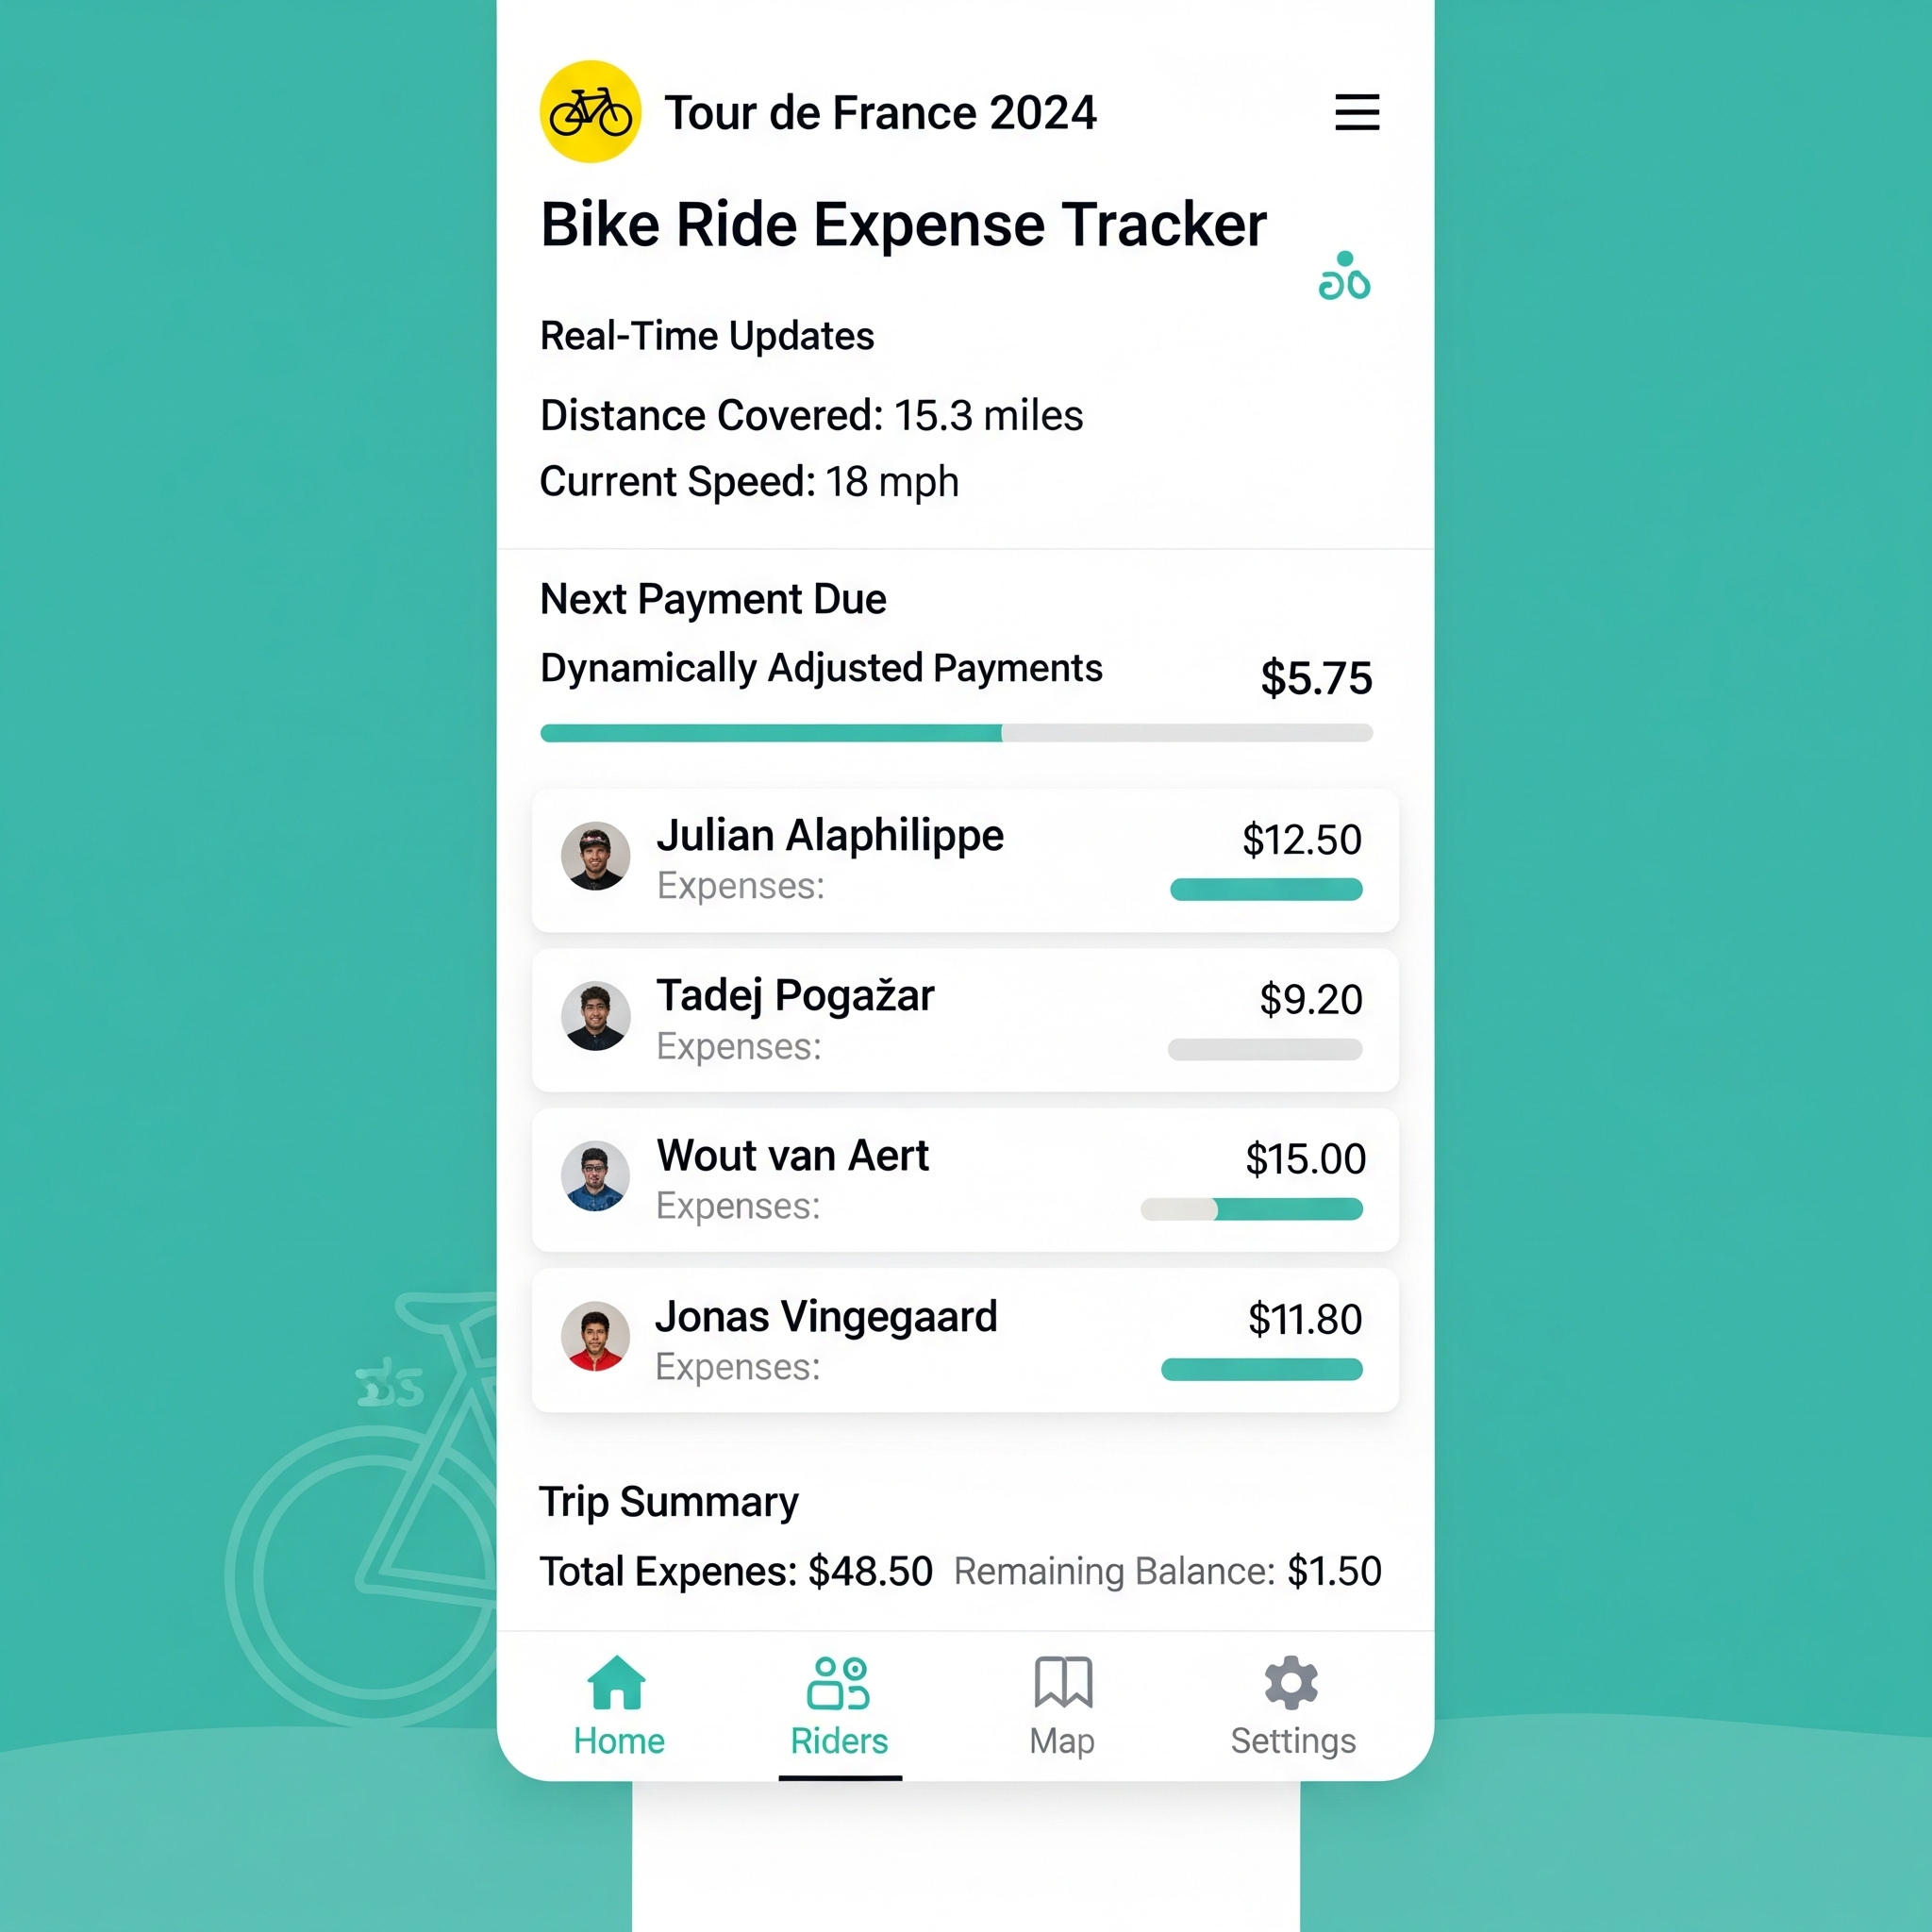 Tour de France 2024
Bike Ride Expense Tracker
Real-Time Updates
Distance Covered: 15.3 miles
Current Speed: 18 mph
Next Payment Due
Dynamically Adjusted Payments
$5.75
Julian Alaphilippe
$12.50
Expenses:
Tadej Pogažar
$9.20
Expenses:
Wout van Aert
$15.00
Expenses:
Jonas Vingegaard
$11.80
Expenses:
Trip Summary
Total Expenes: $48.50 Remaining Balance: $1.50
Home Riders Map Settings